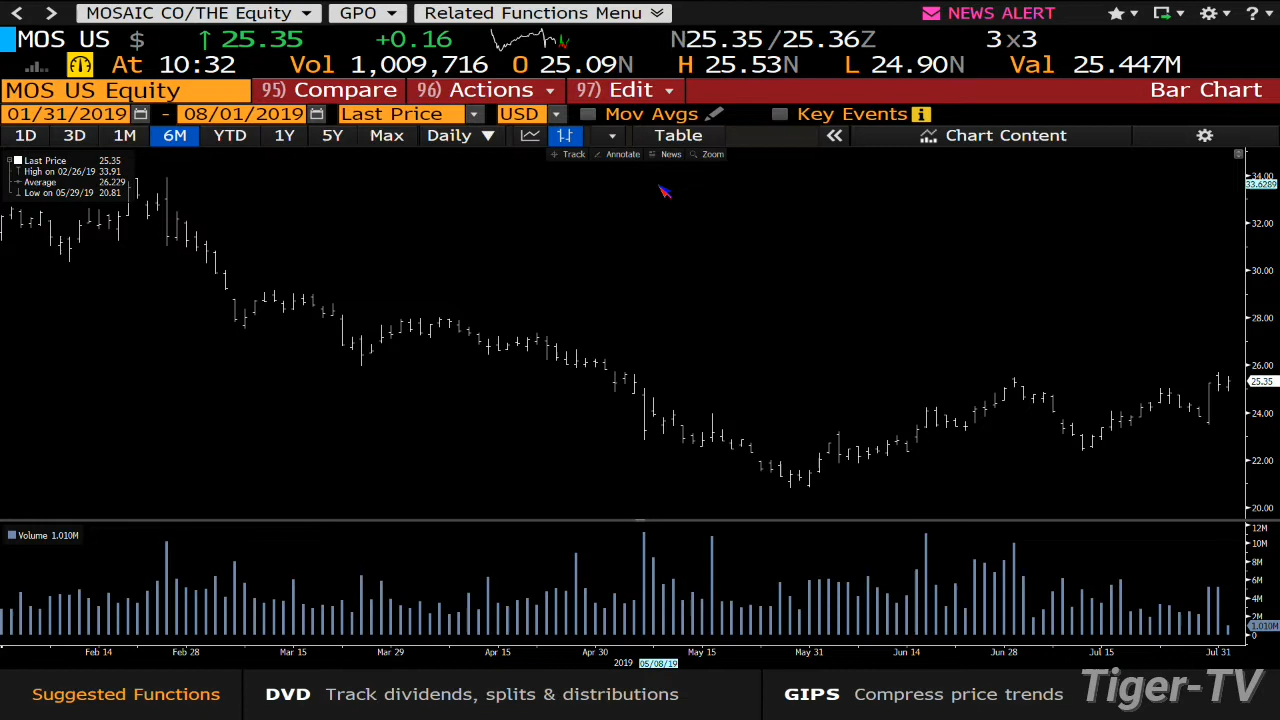 MOSAIC CO/THE Equity GPO Related Functions Menu NEWS ALERT ?
MOS US $ ↑ 25.35 +0.16 N25.35/25.36Z 3x3
At 10:32 Vol 1,009,716 O 25.09N H 25.53N L 24.90N Val 25.447M
MOS US Equity 95) Compare 96) Actions 97) Edit Bar Chart
01/31/2019 - 08/01/2019 Last Price USD Mov Avgs Key Events i
1D 3D 1M 6M YTD 1Y 5Y Max Daily ▼ Table « Chart Content
Track Annotate News Zoom
Last Price 25.35
High on 02/26/19 33.91
Average 26.229
Low on 05/29/19 20.81
34.00
33.6289
32.00
30.00
28.00
26.00
25.35
24.00
22.00
20.00
Volume 1.010M
12M
10M
8M
6M
4M
2M
1.010M
0
Feb 14 Feb 28 Mar 15 Mar 29 Apr 15 Apr 30 May 15 May 31 Jun 14 Jun 28 Jul 15 Jul 31
2019 05/08/19
Suggested Functions DVD Track dividends, splits & distributions GIPS Compress price trends
Tiger-TV